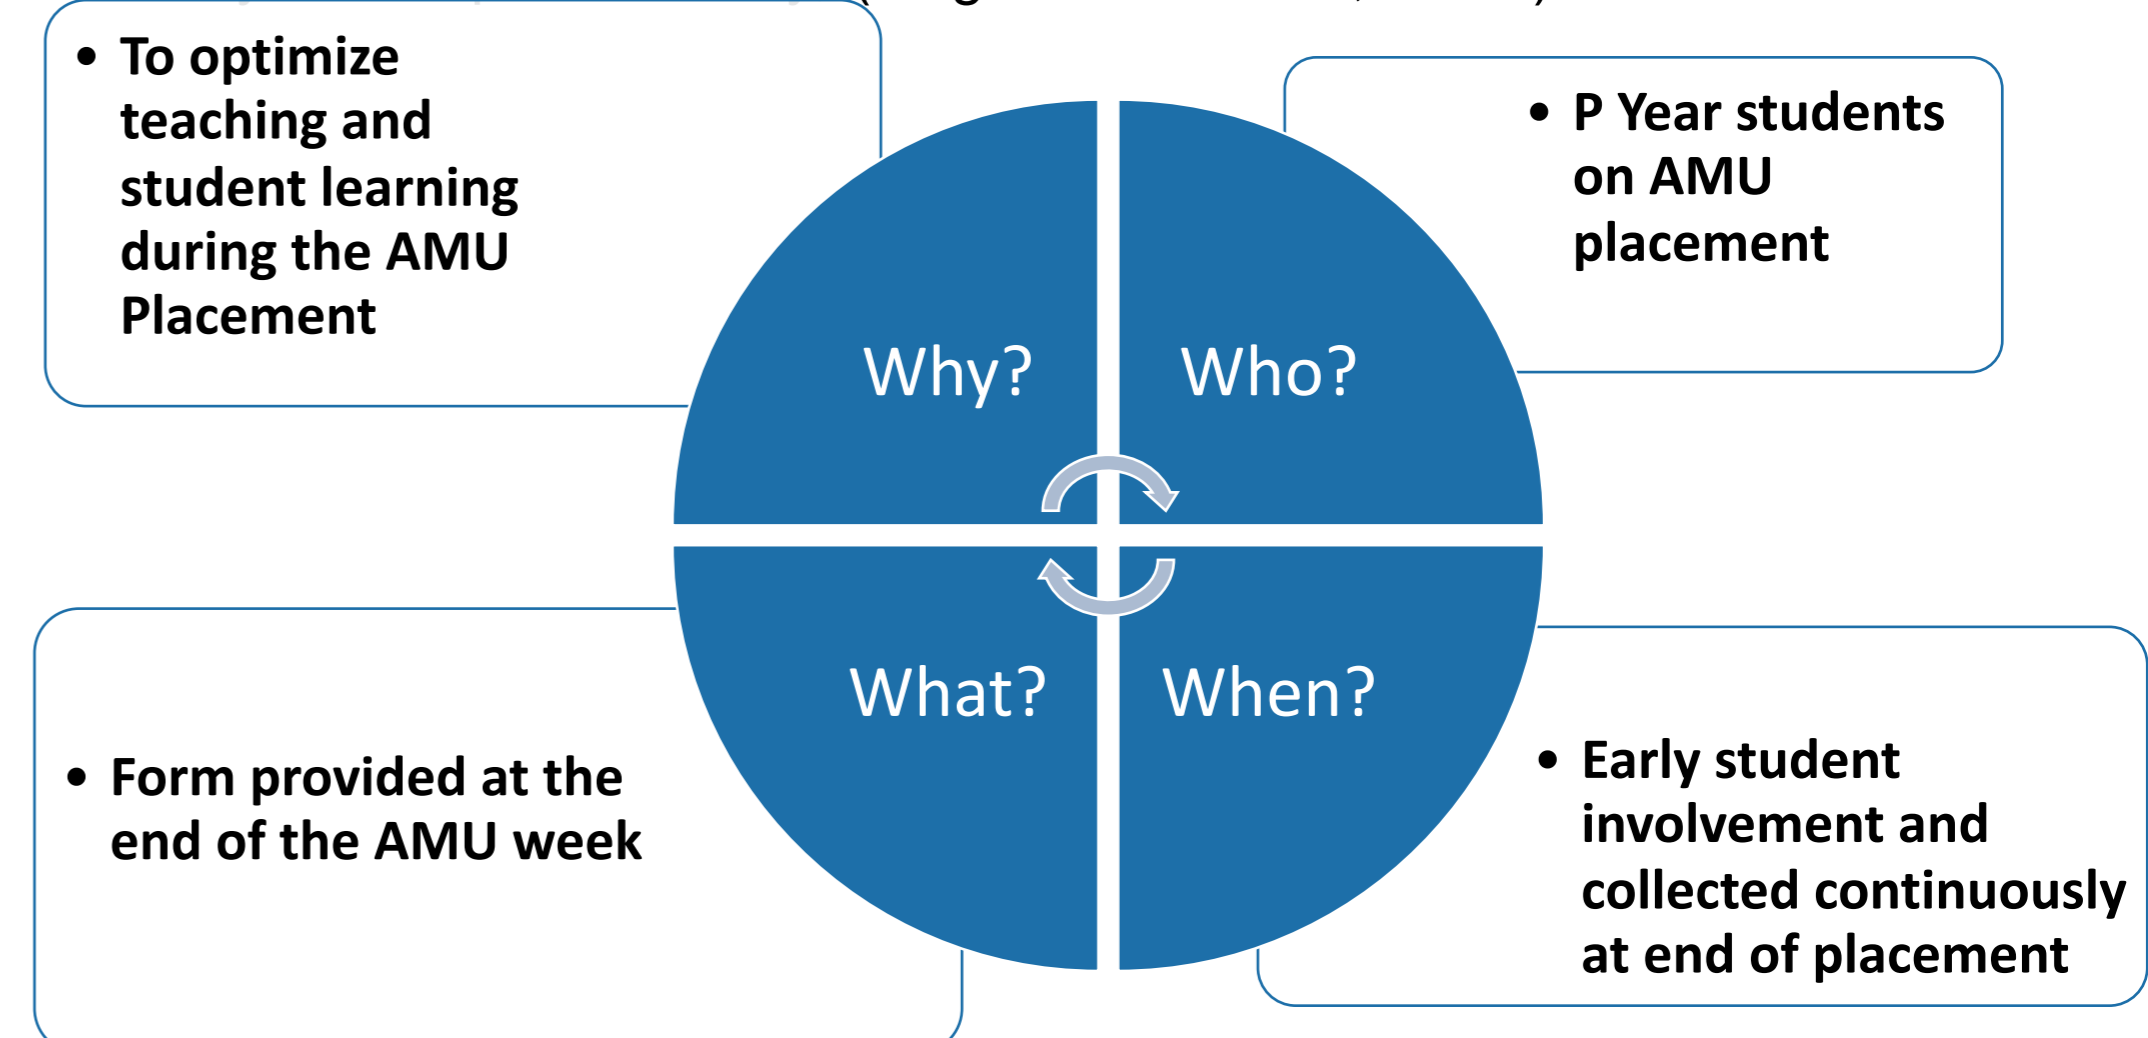 • To optimize
teaching and
student learning
during the AMU
Placement
• P Year students
on AMU
placement
Why?
Who?
What?
When?
• Form provided at the
end of the AMU week
• Early student
involvement and
collected continuously
at end of placement